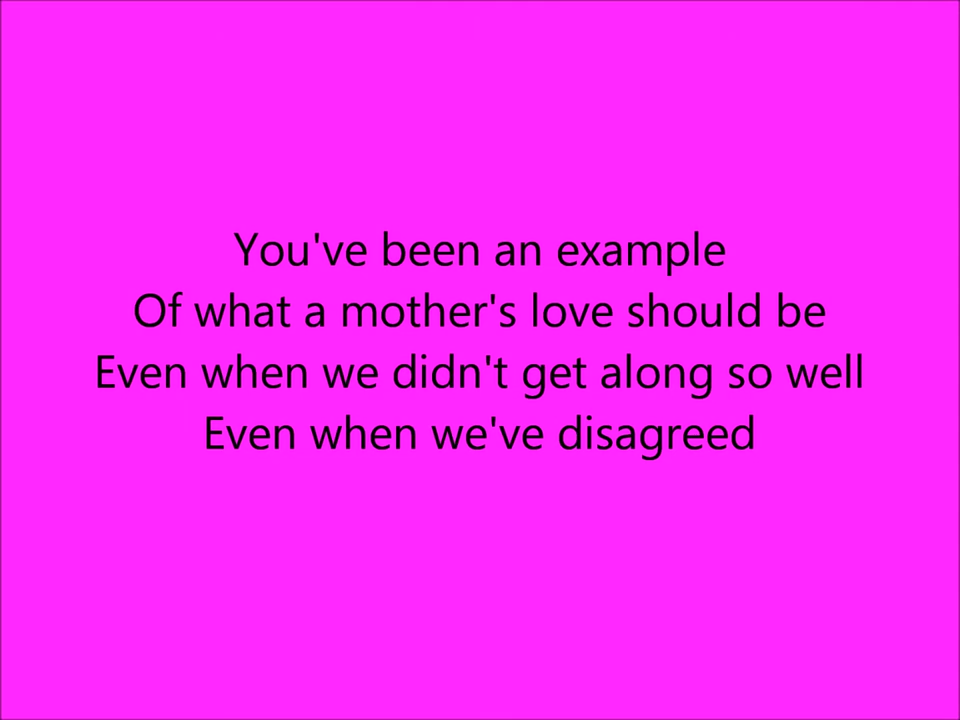 You've been an example
Of what a mother's love should be
Even when we didn't get along so well
Even when we've disagreed